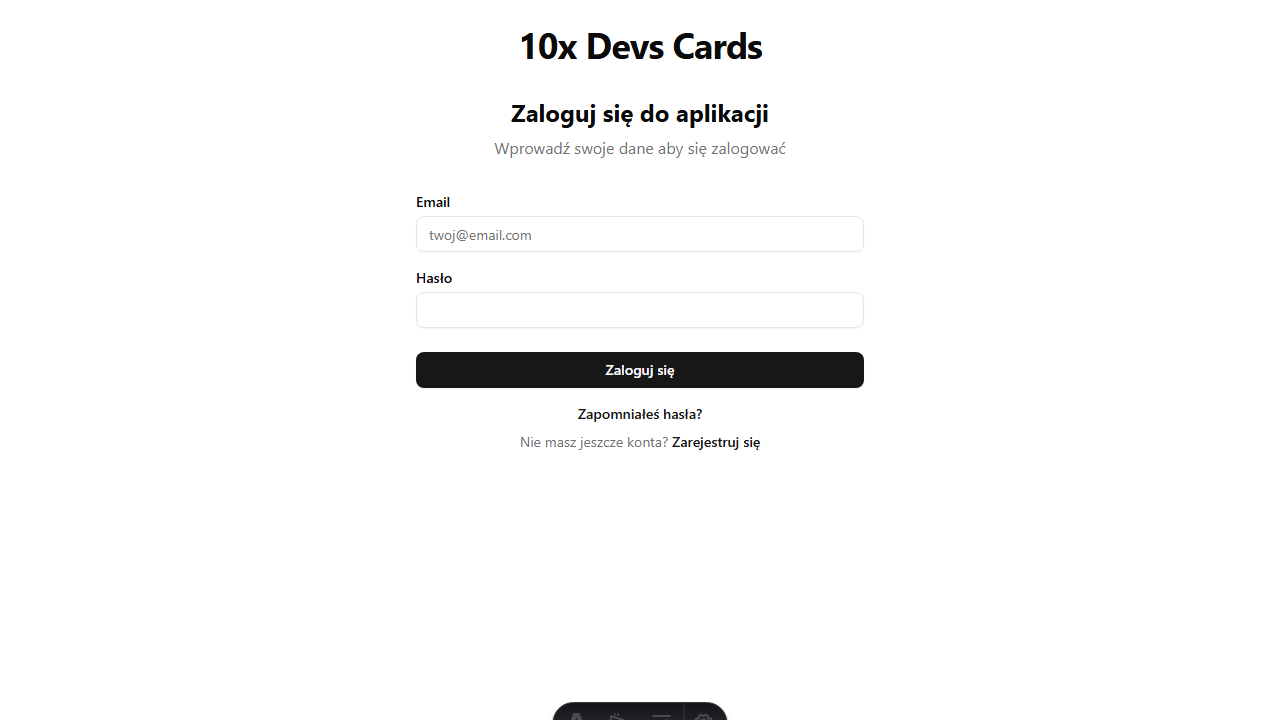 10x Devs Cards
Zaloguj się do aplikacji
Wprowadź swoje dane aby się zalogować
Email
twoj@email.com
Hasło
Zaloguj się
Zapomniałeś hasła?
Nie masz jeszcze konta? Zarejestruj się